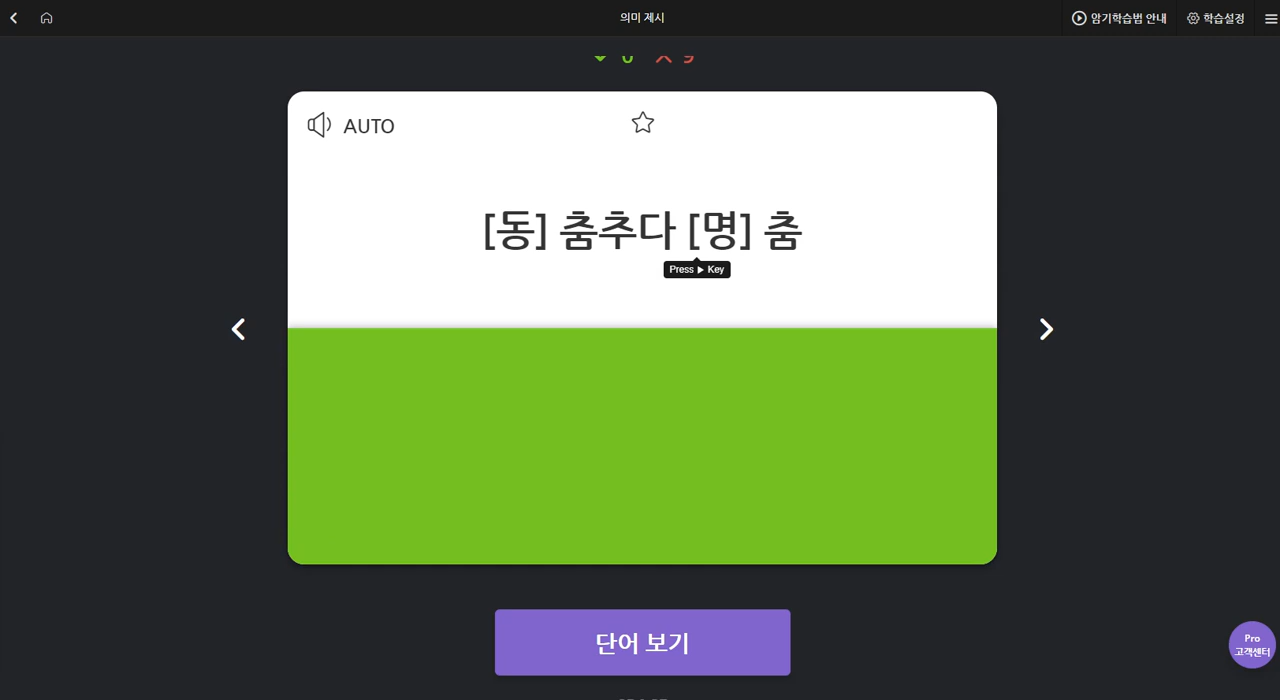 의미 제시
암기학습법 안내
학습설정
AUTO
[동] 춤추다 [명] 춤
Press ▶ Key
단어 보기
Pro
고객센터